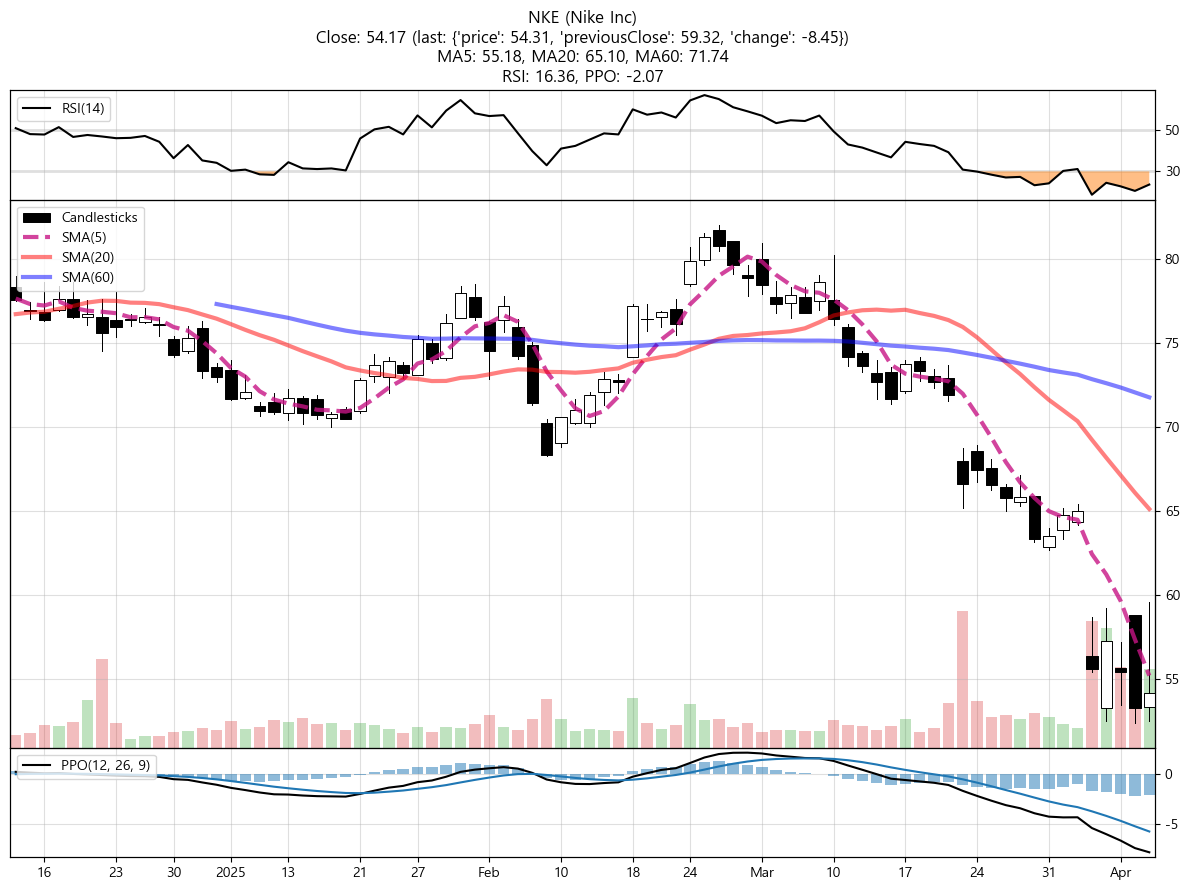 NKE (Nike Inc)
Close: 54.17 (last: {'price': 54.31, 'previousClose': 59.32, 'change': -8.45})
MA5: 55.18, MA20: 65.10, MA60: 71.74
RSI: 16.36, PPO: -2.07
RSI(14)
50
30
Candlesticks
SMA(5)
SMA(20)
SMA(60)
80
75
70
65
60
55
PPO(12, 26, 9)
0
-5
16 23 30 2025 13 21 27 Feb 10 18 24 Mar 10 17 24 31 Apr